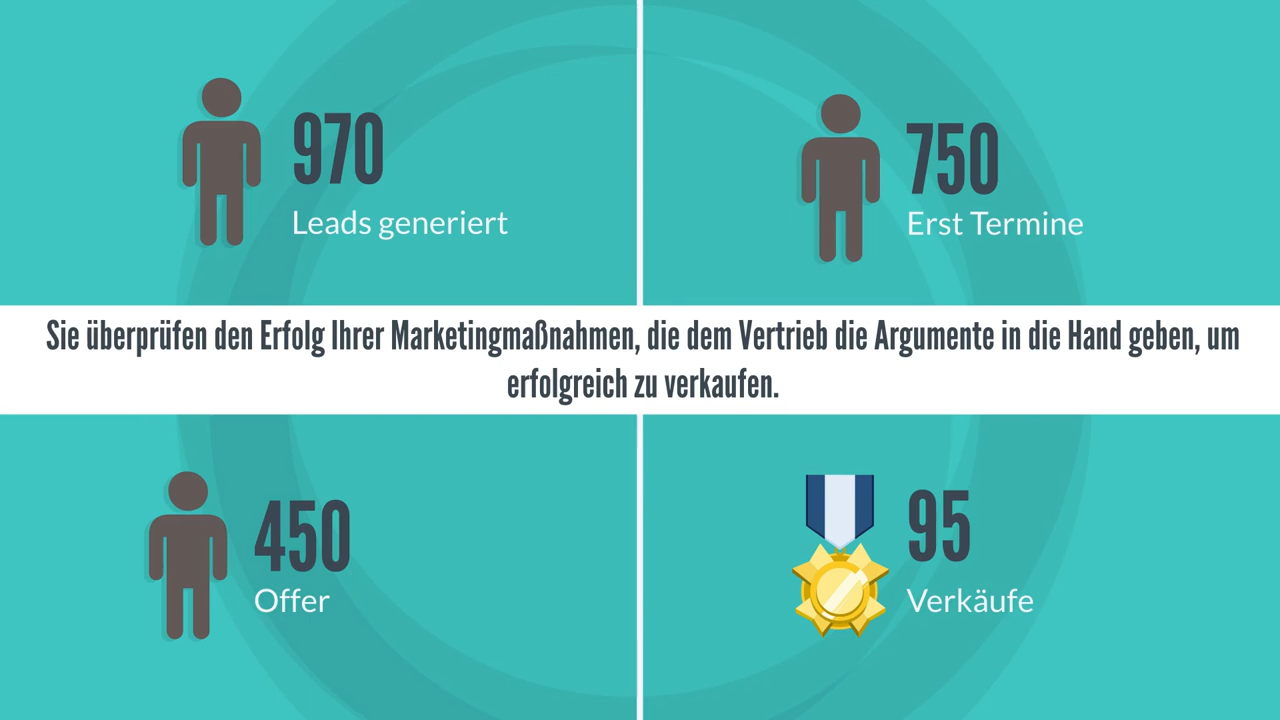 970
Leads generiert
750
Erst Termine
Sie überprüfen den Erfolg Ihrer Marketingmaßnahmen, die dem Vertrieb die Argumente in die Hand geben, um
erfolgreich zu verkaufen.
450
Offer
95
Verkäufe